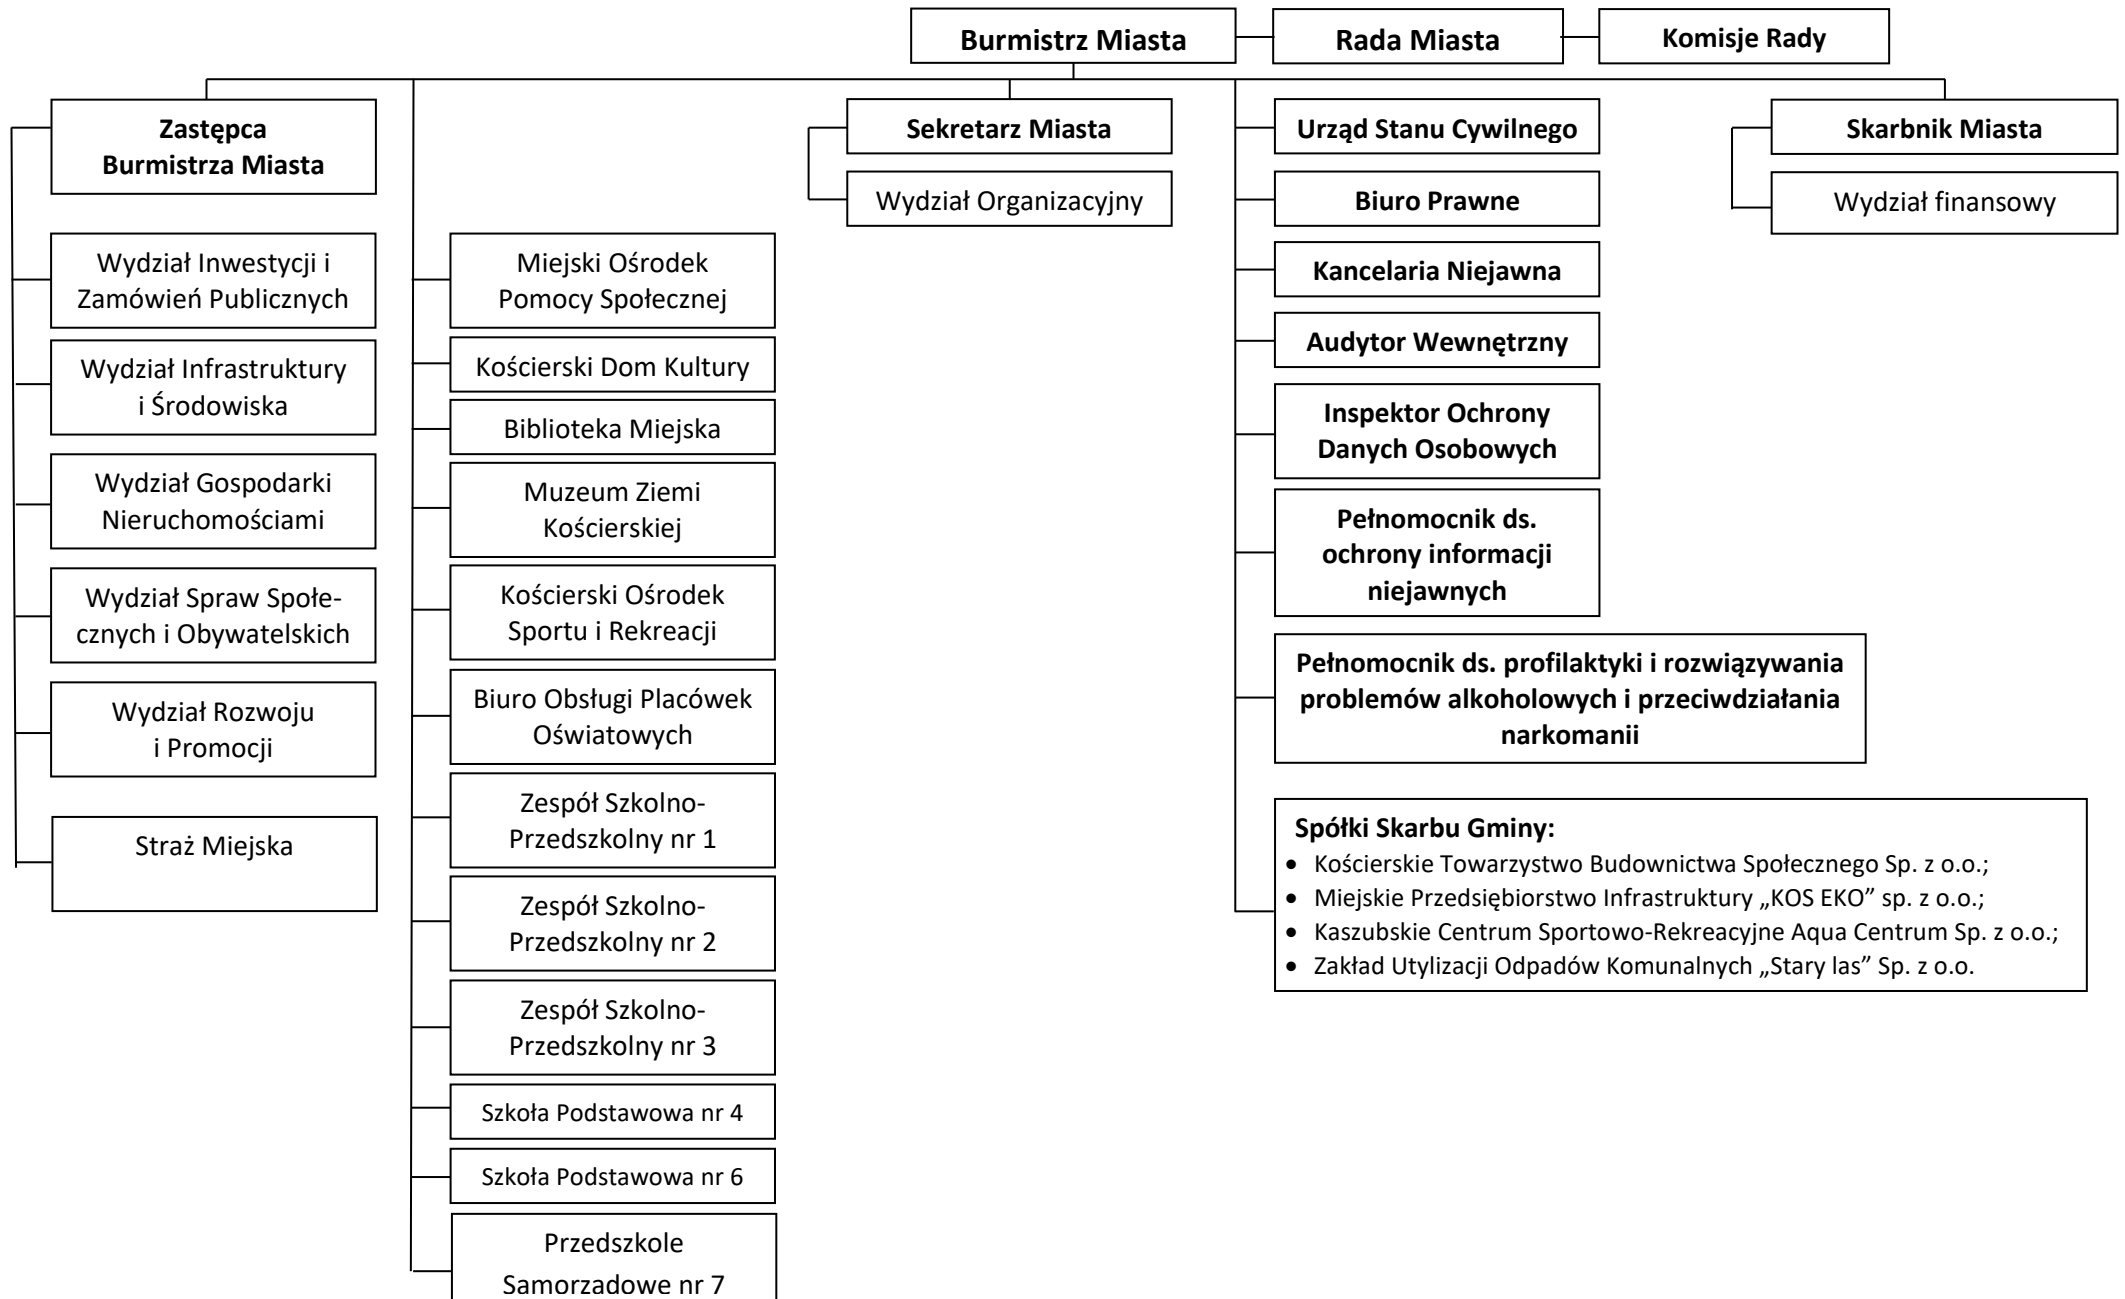 Burmistrz Miasta
Rada Miasta
Komisje Rady
Zastępca
Burmistrza Miasta
Wydział Inwestycji i
Zamówień Publicznych
Wydział Infrastruktury
i Środowiska
Wydział Gospodarki
Nieruchomościami
Wydział Spraw Społe-
cznych i Obywatelskich
Wydział Rozwoju
i Promocji
Straż Miejska
Miejski Ośrodek
Pomocy Społecznej
Kościerski Dom Kultury
Biblioteka Miejska
Muzeum Ziemi
Kościerskiej
Kościerski Ośrodek
Sportu i Rekreacji
Biuro Obsługi Placówek
Oświatowych
Zespół Szkolno-
Przedszkolny nr 1
Zespół Szkolno-
Przedszkolny nr 2
Zespół Szkolno-
Przedszkolny nr 3
Szkoła Podstawowa nr 4
Szkoła Podstawowa nr 6
Przedszkole
Samorzadowe nr 7
Sekretarz Miasta
Wydział Organizacyjny
Urząd Stanu Cywilnego
Biuro Prawne
Kancelaria Niejawna
Audytor Wewnętrzny
Inspektor Ochrony
Danych Osobowych
Pełnomocnik ds.
ochrony informacji
niejawnych
Pełnomocnik ds. profilaktyki i rozwiązywania
problemów alkoholowych i przeciwdziałania
narkomanii
Spółki Skarbu Gminy:
• Kościerskie Towarzystwo Budownictwa Społecznego Sp. z o.o.;
• Miejskie Przedsiębiorstwo Infrastruktury „KOS EKO” sp. z o.o.;
• Kaszubskie Centrum Sportowo-Rekreacyjne Aqua Centrum Sp. z o.o.;
• Zakład Utylizacji Odpadów Komunalnych „Stary las” Sp. z o.o.
Skarbnik Miasta
Wydział finansowy